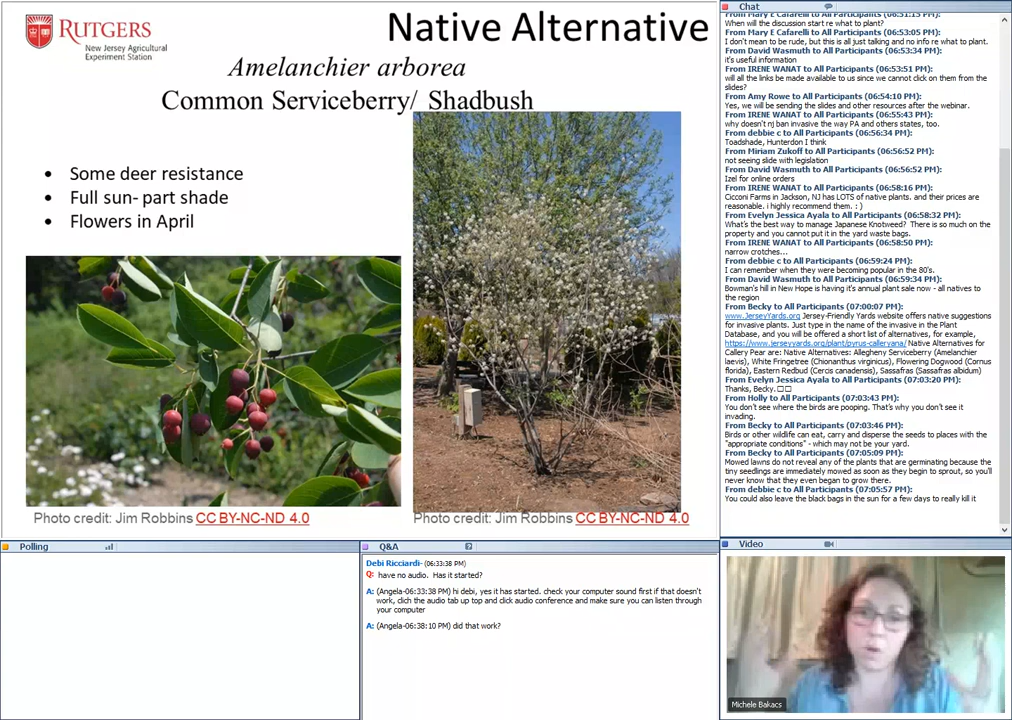 RUTGERS
New Jersey Agricultural
Experiment Station
Native Alternative
Amelanchier arborea
Common Serviceberry/ Shadbush
• Some deer resistance
• Full sun- part shade
• Flowers in April
Photo credit: Jim Robbins CC BY-NC-ND 4.0
Photo credit: Jim Robbins CC BY-NC-ND 4.0
Chat
From Mary E Cafarelli to All Participants (06:51:15 PM):
When will the discussion start re what to plant?
From Mary E Cafarelli to All Participants (06:53:05 PM):
I don't mean to be rude, but this is all just talking and no info re what to plant.
From David Wasmuth to All Participants (06:53:34 PM):
it's useful information
From IRENE WANAT to All Participants (06:53:51 PM):
will all the links be made available to us since we cannot click on them from the
slides?
From Amy Rowe to All Participants (06:54:10 PM):
Yes, we will be sending the slides and other resources after the webinar.
From IRENE WANAT to All Participants (06:55:43 PM):
why doesn't nj ban invasive the way PA and others states, too.
From debbie c to All Participants (06:56:34 PM):
Toadshade, Hunterdon I think
From Miriam Zukoff to All Participants (06:56:52 PM):
not seeing slide with legislation
From David Wasmuth to All Participants (06:56:52 PM):
Izel for online orders
From IRENE WANAT to All Participants (06:58:16 PM):
Cicconi Farms in Jackson, NJ has LOTS of native plants. and their prices are
reasonable. i highly recommend them. : )
From Evelyn Jessica Ayala to All Participants (06:58:32 PM):
What's the best way to manage Japanese Knotweed? There is so much on the
property and you cannot put it in the yard waste bags.
From IRENE WANAT to All Participants (06:58:50 PM):
narrow crotches...
From debbie c to All Participants (06:59:24 PM):
I can remember when they were becoming popular in the 80's.
From David Wasmuth to All Participants (06:59:34 PM):
Bowman's hill in New Hope is having it's annual plant sale now - all natives to
the region
From Becky to All Participants (07:00:07 PM):
www.JerseyYards.org Jersey-Friendly Yards website offers native suggestions
for invasive plants. Just type in the name of the invasive in the Plant
Database, and you will be offered a short list of alternatives, for example,
https://www.jerseyyards.org/plant/pyrus-calleryana/ Native Alternatives for
Callery Pear are: Native Alternatives: Allegheny Serviceberry (Amelanchier
laevis), White Fringetree (Chionanthus virginicus), Flowering Dogwood (Cornus
florida), Eastern Redbud (Cercis canadensis), Sassafras (Sassafras albidum)
From Evelyn Jessica Ayala to All Participants (07:03:20 PM):
Thanks, Becky. □□
From Holly to All Participants (07:03:43 PM):
You don't see where the birds are pooping. That's why you don't see it
invading.
From Becky to All Participants (07:03:46 PM):
Birds or other wildlife can eat, carry and disperse the seeds to places with the
"appropriate conditions" - which may not be your yard.
From Becky to All Participants (07:05:09 PM):
Mowed lawns do not reveal any of the plants that are germinating because the
tiny seedlings are immediately mowed as soon as they begin to sprout, so you'll
never know that they even began to grow there.
From debbie c to All Participants (07:05:57 PM):
You could also leave the black bags in the sun for a few days to really kill it
Polling
Q&A
Debi Ricciardi- (06:33:38 PM)
Q: have no audio. Has it started?
A: (Angela-06:33:38 PM) hi debi, yes it has started. check your computer sound first if that doesn't
work, clich the audio tab up top and click audio conference and make sure you can listen through
your computer
A: (Angela-06:38:10 PM) did that work?
Video
Michele Bakacs